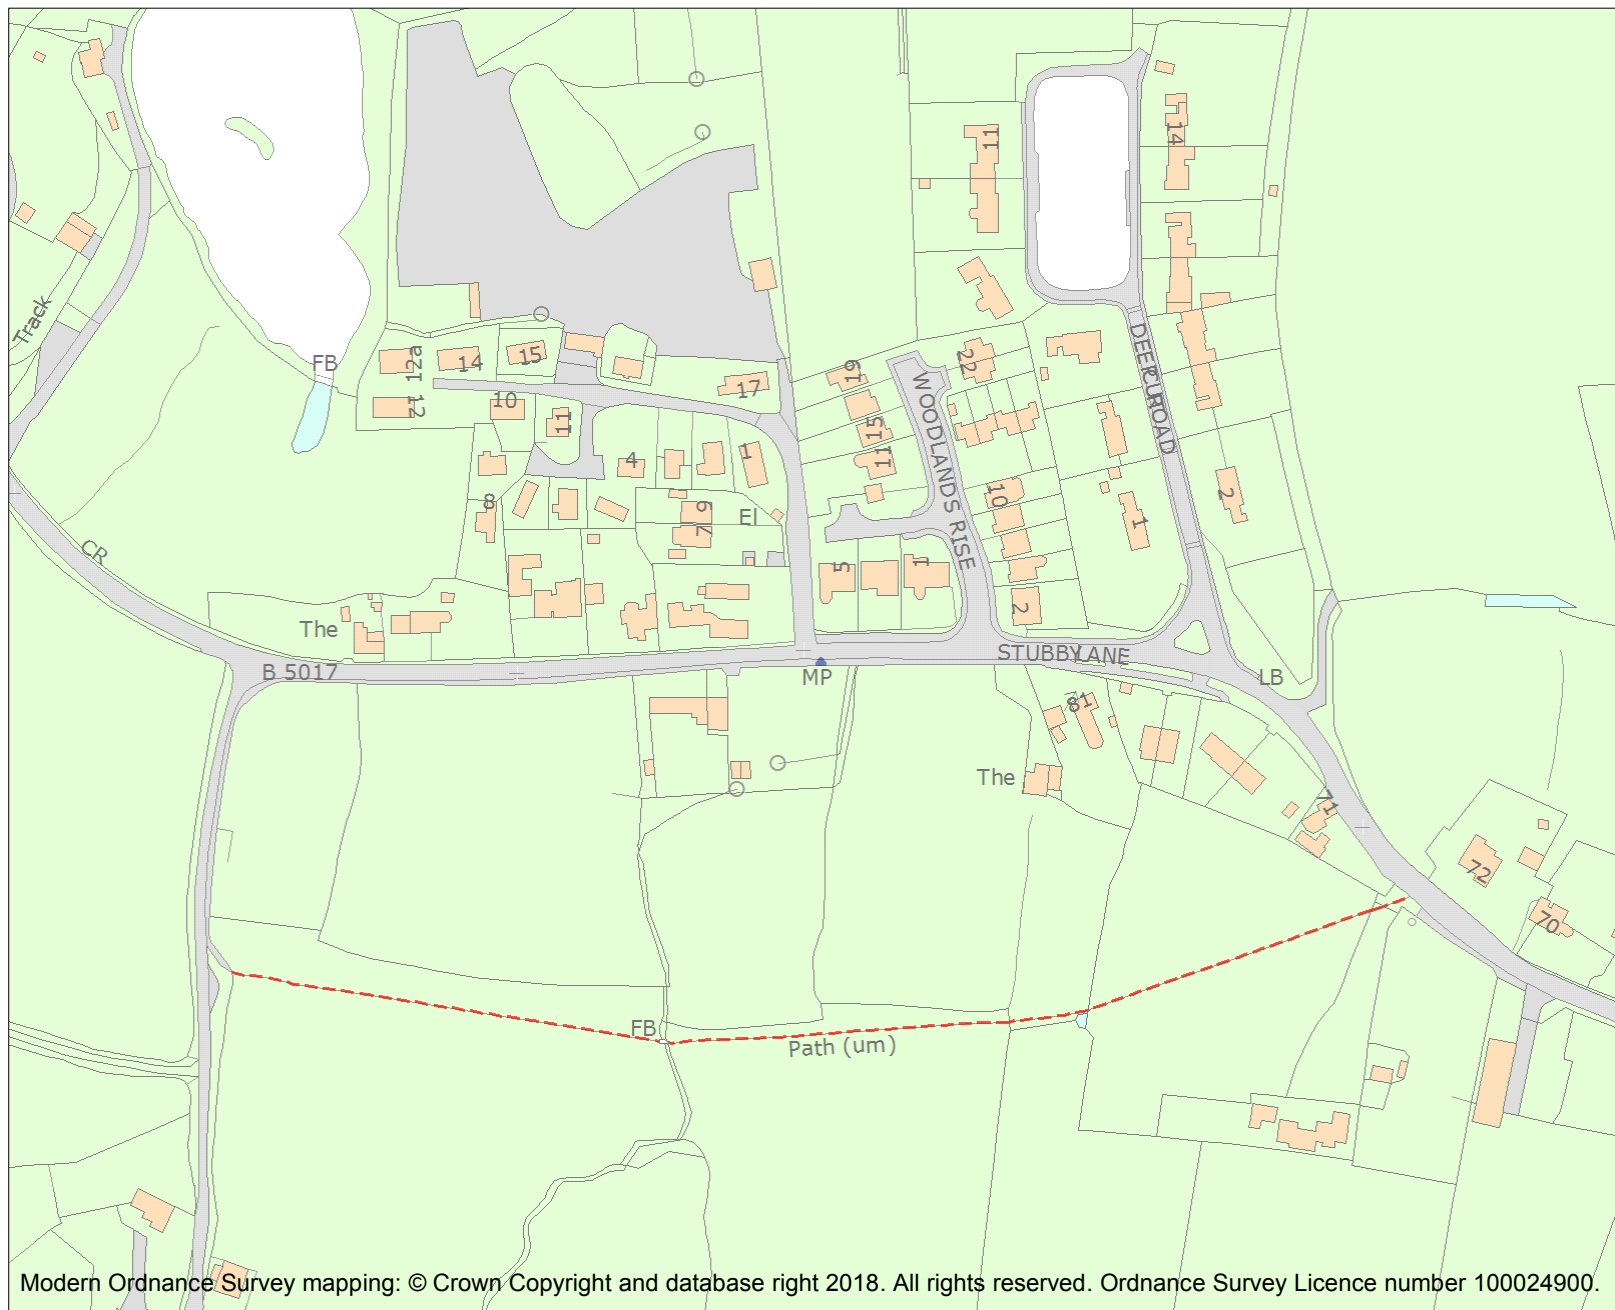 11
14
Track
FB
12a
14
15
12
10
11
17
19
22
WOODLANDS RISE
15
11
4
1
8
9
7
El
10
2
1
CR
5
1
2
The
B 5017
MP
STUBBY LANE
LB
81
The
71
72
70
FB
Path (um)
Modern Ordnance Survey mapping: © Crown Copyright and database right 2018. All rights reserved. Ordnance Survey Licence number 100024900.